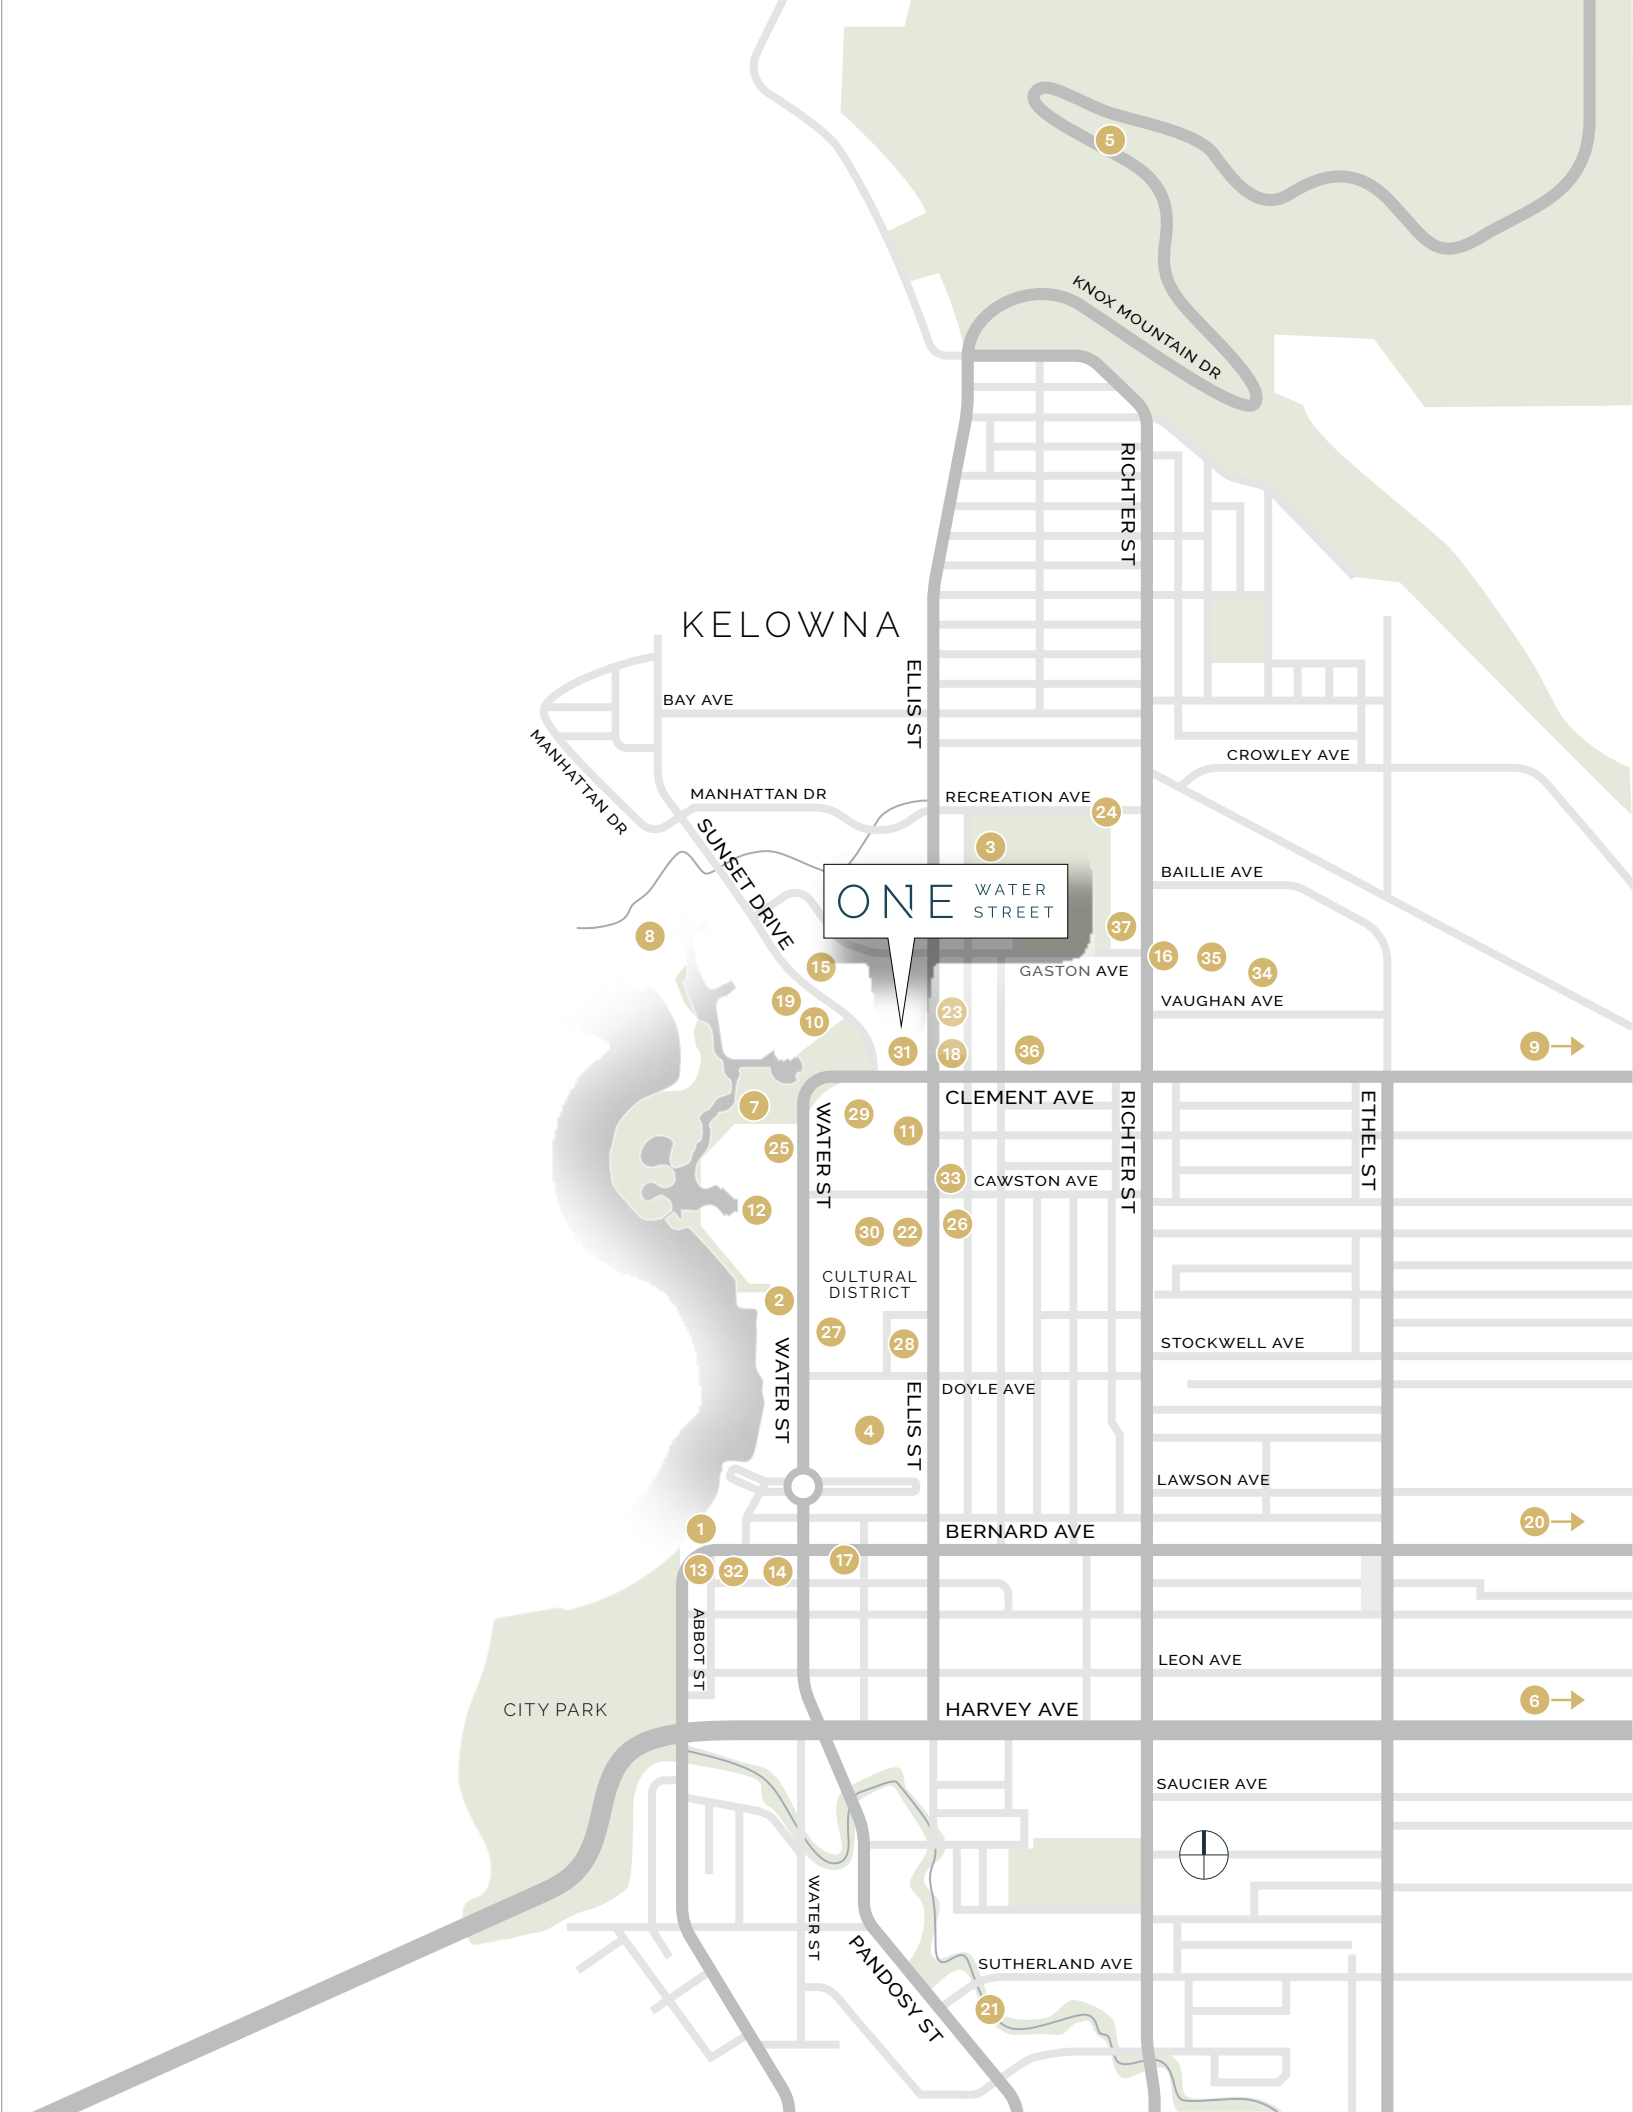 5
KNOX MOUNTAIN DR
RICHTER ST
KELOWNA
ELLIS ST
BAY AVE
MANHATTAN DR
CROWLEY AVE
MANHATTAN DR
RECREATION AVE
24
SUNSET DRIVE
3
BAILLIE AVE
ONE
WATER
STREET
8
37
15
16
35
34
GASTON AVE
19
10
23
VAUGHAN AVE
31
18
36
9
CLEMENT AVE
7
WATER ST
29
11
RICHTER ST
ETHEL ST
25
33
CAWSTON AVE
12
30
22
26
CULTURAL
DISTRICT
2
27
28
STOCKWELL AVE
WATER ST
ELLIS ST
DOYLE AVE
4
LAWSON AVE
1
BERNARD AVE
20
13
32
14
17
ABBOT ST
LEON AVE
CITY PARK
HARVEY AVE
6
SAUCIER AVE
WATER ST
PANDOSY ST
SUTHERLAND AVE
21